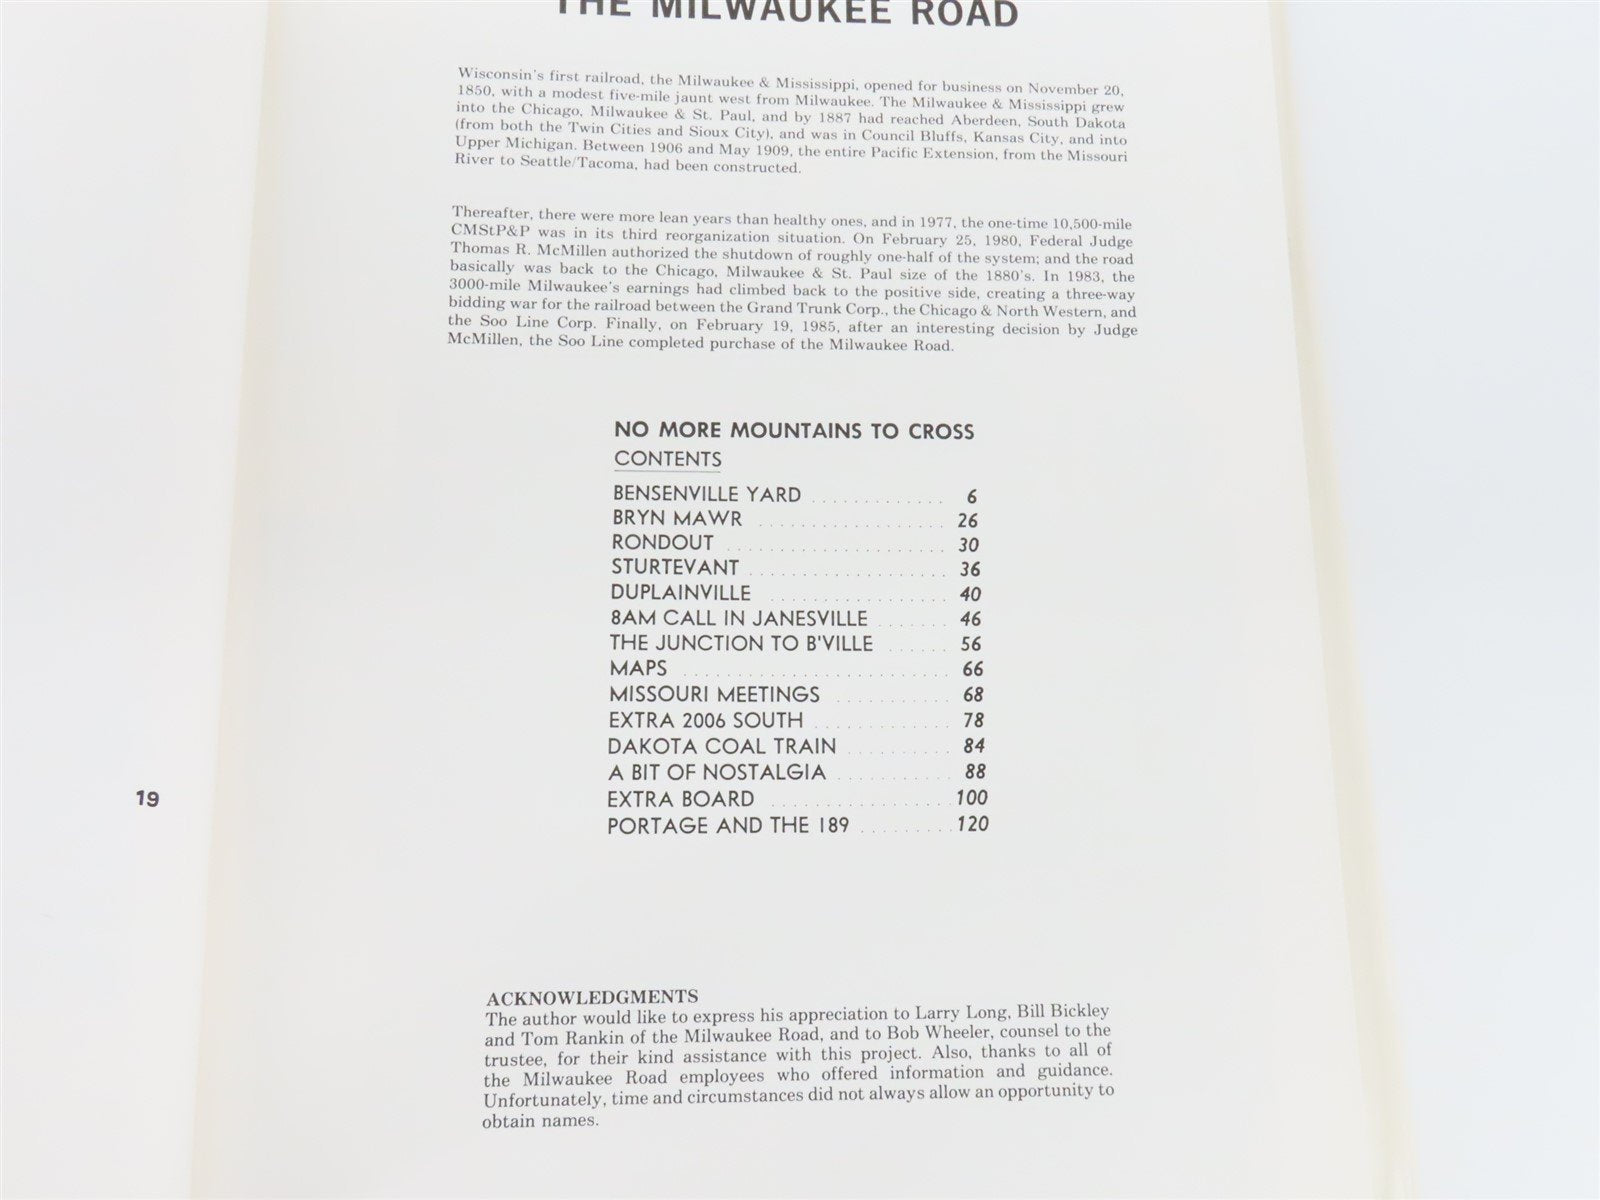 THE MILWAUKEE ROAD
Wisconsin's first railroad, the Milwaukee & Mississippi, opened for business on November 20,
1850, with a modest five-mile jaunt west from Milwaukee. The Milwaukee & Mississippi grew
into the Chicago, Milwaukee & St. Paul, and by 1887 had reached Aberdeen, South Dakota
(from both the Twin Cities and Sioux City), and was in Council Bluffs, Kansas City, and into
Upper Michigan. Between 1906 and May 1909, the entire Pacific Extension, from the Missouri
River to Seattle/Tacoma, had been constructed.
Thereafter, there were more lean years than healthy ones, and in 1977, the one-time 10,500-mile
CMStP&P was in its third reorganization situation. On February 25, 1980, Federal Judge
Thomas R. McMillen authorized the shutdown of roughly one-half of the system; and the road
basically was back to the Chicago, Milwaukee & St. Paul size of the 1880's. In 1983, the
3000-mile Milwaukee's earnings had climbed back to the positive side, creating a three-way
bidding war for the railroad between the Grand Trunk Corp., the Chicago & North Western, and
the Soo Line Corp. Finally, on February 19, 1985, after an interesting decision by Judge
McMillen, the Soo Line completed purchase of the Milwaukee Road.
NO MORE MOUNTAINS TO CROSS
CONTENTS
BENSENVILLE YARD . . . . . . . . . . . . . 6
BRYN MAWR . . . . . . . . . . . . . . . . . . 26
RONDOUT . . . . . . . . . . . . . . . . . . . . . 30
STURTEVANT . . . . . . . . . . . . . . . . . . . 36
DUPLAINVILLE . . . . . . . . . . . . . . . . . 40
8AM CALL IN JANESVILLE . . . . . . . 46
THE JUNCTION TO B'VILLE . . . . . . 56
MAPS . . . . . . . . . . . . . . . . . . . . . . . . . 66
MISSOURI MEETINGS . . . . . . . . . . . 68
EXTRA 2006 SOUTH . . . . . . . . . . . . . 78
DAKOTA COAL TRAIN . . . . . . . . . . 84
A BIT OF NOSTALGIA . . . . . . . . . . . 88
EXTRA BOARD . . . . . . . . . . . . . . . . . 100
PORTAGE AND THE 189 . . . . . . . . . 120
19
ACKNOWLEDGMENTS
The author would like to express his appreciation to Larry Long, Bill Bickley
and Tom Rankin of the Milwaukee Road, and to Bob Wheeler, counsel to the
trustee, for their kind assistance with this project. Also, thanks to all of
the Milwaukee Road employees who offered information and guidance.
Unfortunately, time and circumstances did not always allow an opportunity to
obtain names.